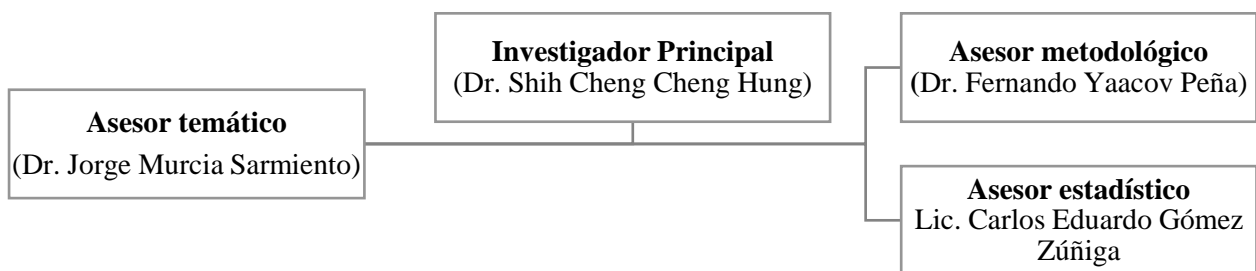 Investigador Principal
(Dr. Shih Cheng Cheng Hung)
Asesor metodológico
(Dr. Fernando Yaacov Peña)
Asesor temático
(Dr. Jorge Murcia Sarmiento)
Asesor estadístico
Lic. Carlos Eduardo Gómez
Zúñiga